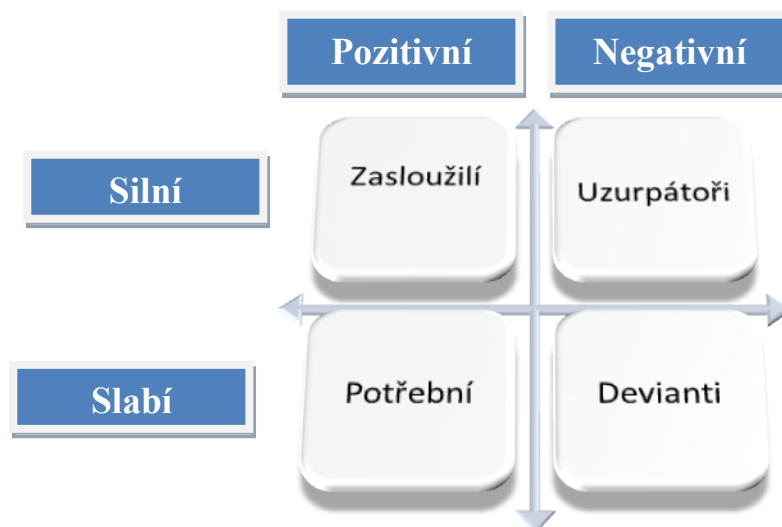 Pozitivní
Negativní
Silní
Zasloužilí
Uzurpátoři
Slabí
Potřební
Devianti